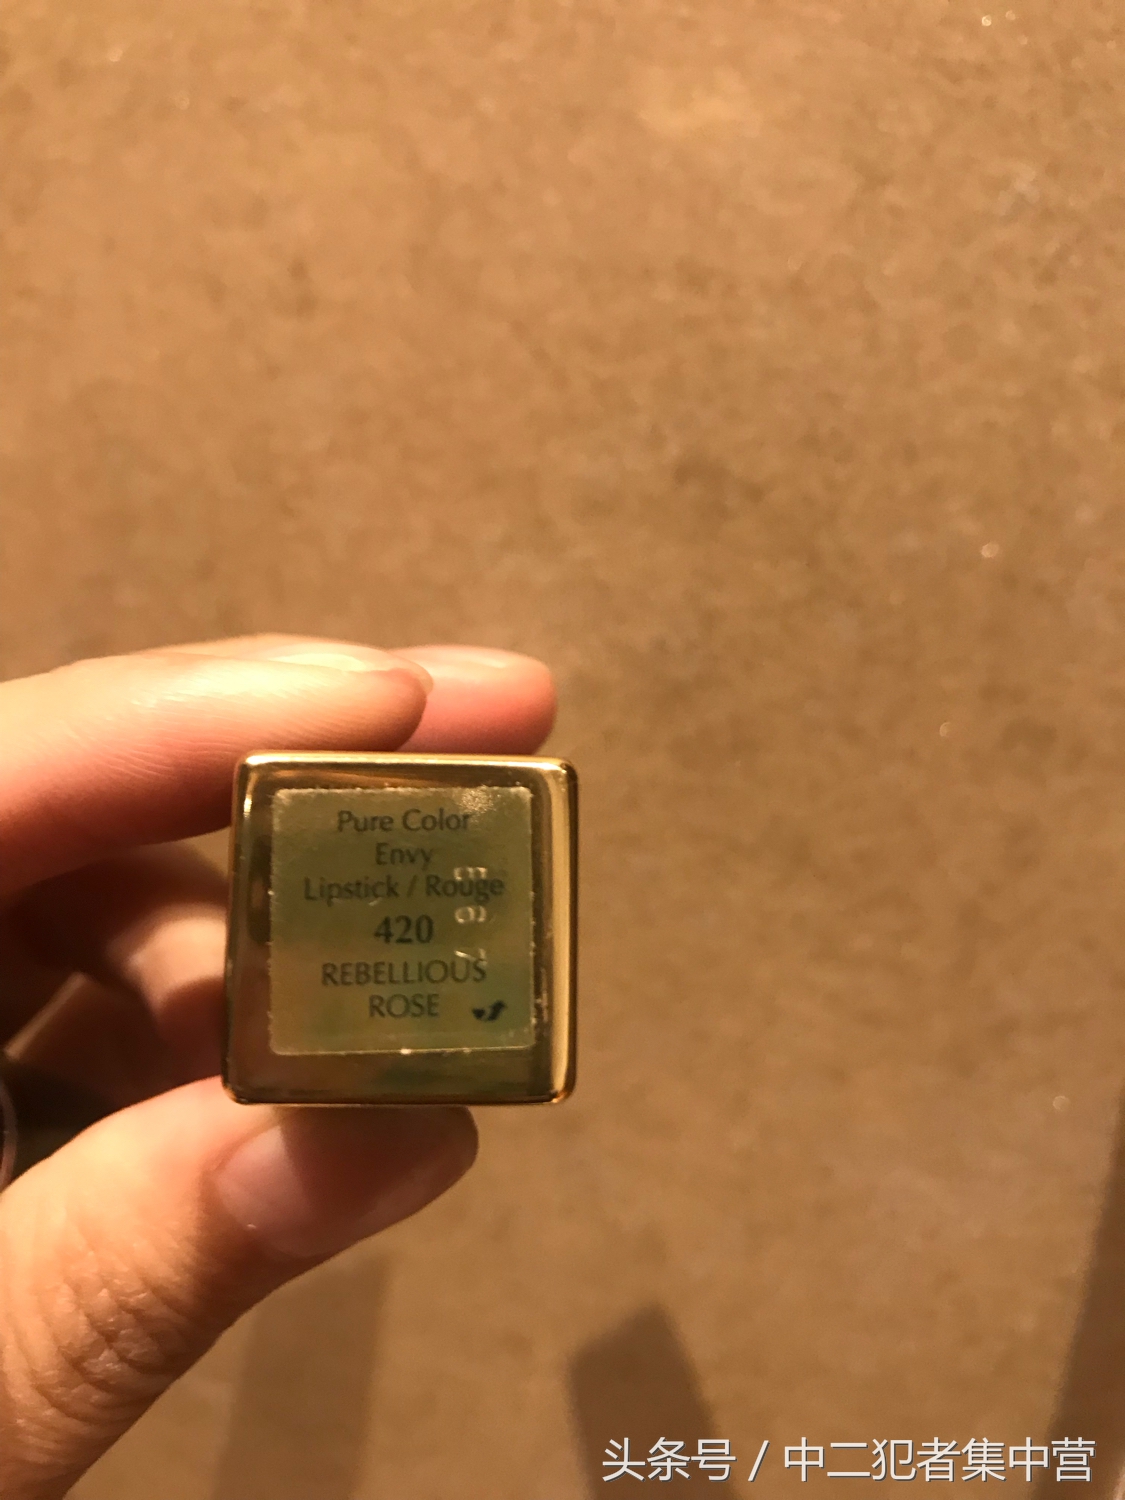 Pure Color
Envy
Lipstick / Rouge
420
REBELLIOUS
ROSE
头条号 / 中二犯者集中营